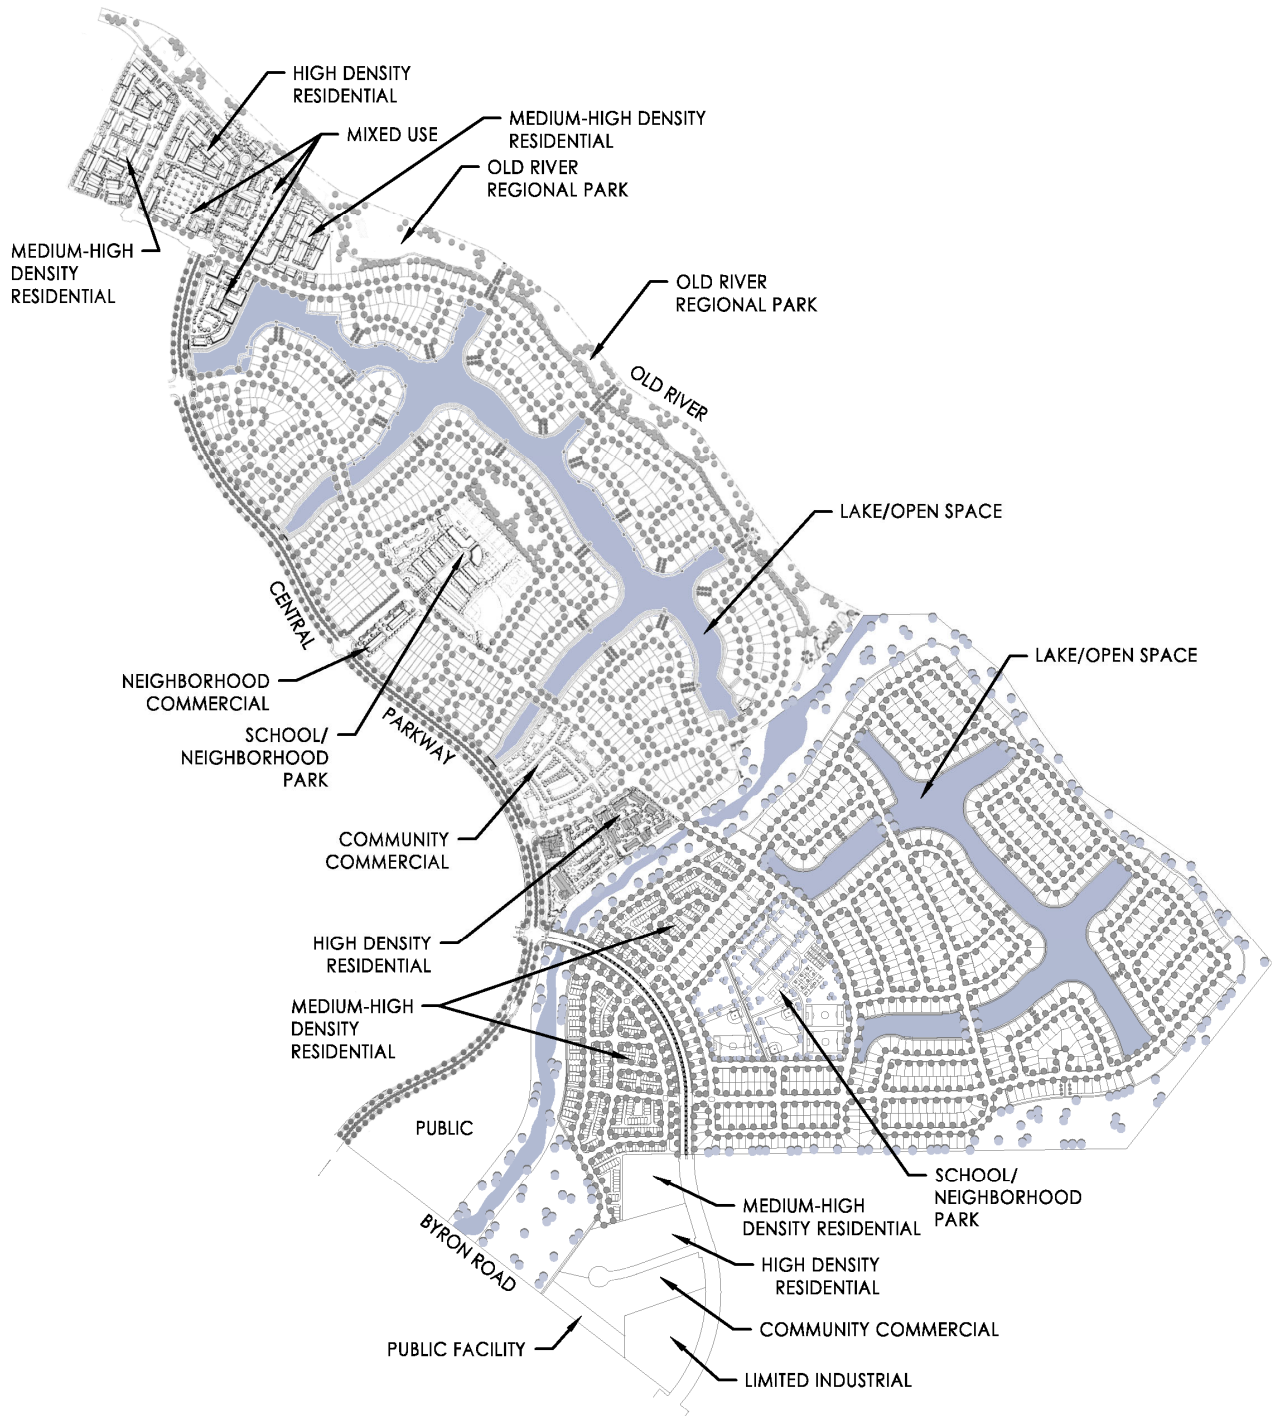 HIGH DENSITY
RESIDENTIAL
MIXED USE
MEDIUM-HIGH DENSITY
RESIDENTIAL
OLD RIVER
REGIONAL PARK
MEDIUM-HIGH
DENSITY
RESIDENTIAL
OLD RIVER
REGIONAL PARK
OLD RIVER
LAKE/OPEN SPACE
CENTRAL
PARKWAY
LAKE/OPEN SPACE
NEIGHBORHOOD
COMMERCIAL
SCHOOL/
NEIGHBORHOOD
PARK
COMMUNITY
COMMERCIAL
HIGH DENSITY
RESIDENTIAL
MEDIUM-HIGH
DENSITY
RESIDENTIAL
PUBLIC
SCHOOL/
NEIGHBORHOOD
PARK
MEDIUM-HIGH
DENSITY RESIDENTIAL
BYRON ROAD
HIGH DENSITY
RESIDENTIAL
COMMUNITY COMMERCIAL
PUBLIC FACILITY
LIMITED INDUSTRIAL